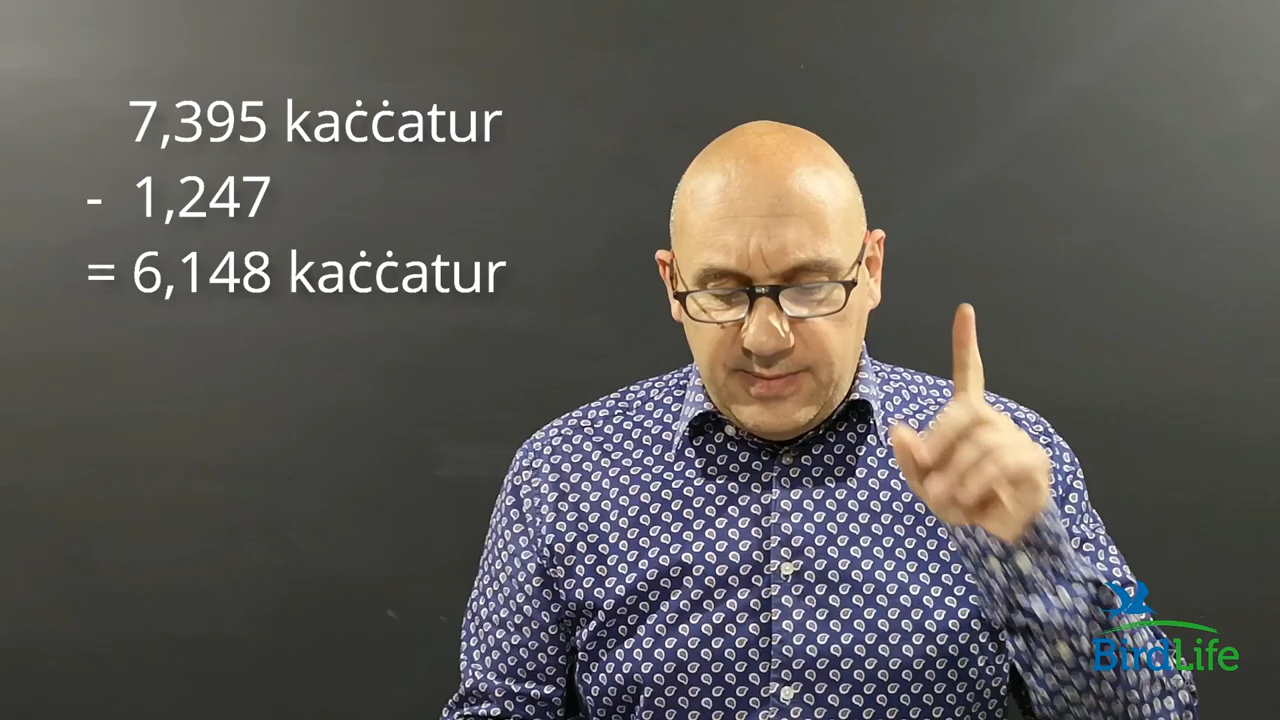 7,395 kaċċatur
- 1,247
= 6,148 kaċċatur
BirdLife